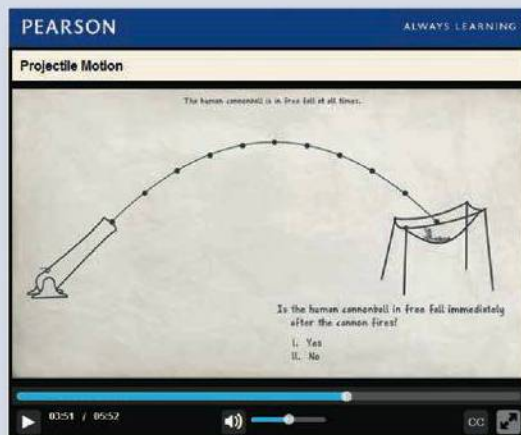 PEARSON
ALWAYS LEARNING
Projectile Motion
The human cannonball is in free fall at all times.
Is the human cannonball in free fall immediately
after the cannon fires?
I. Yes
II. No
03:51 / 05:52
CC